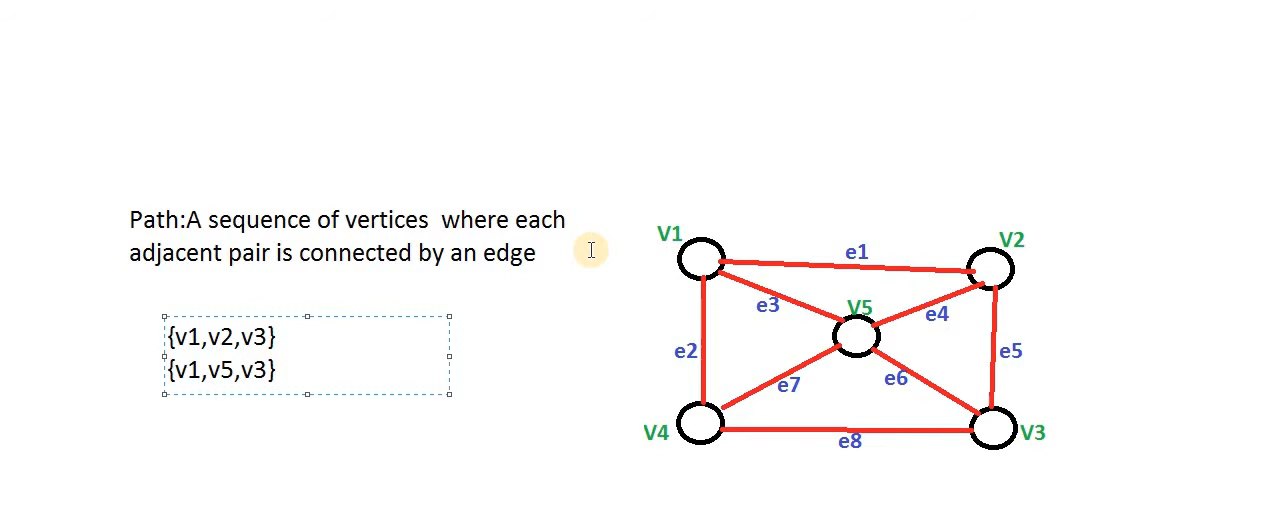 Path:A sequence of vertices  where each
adjacent pair is connected by an edge
{v1,v2,v3}
{v1,v5,v3}
V1
V2
e1
e3
V5
e4
e2
e5
e7
e6
V4
e8
V3